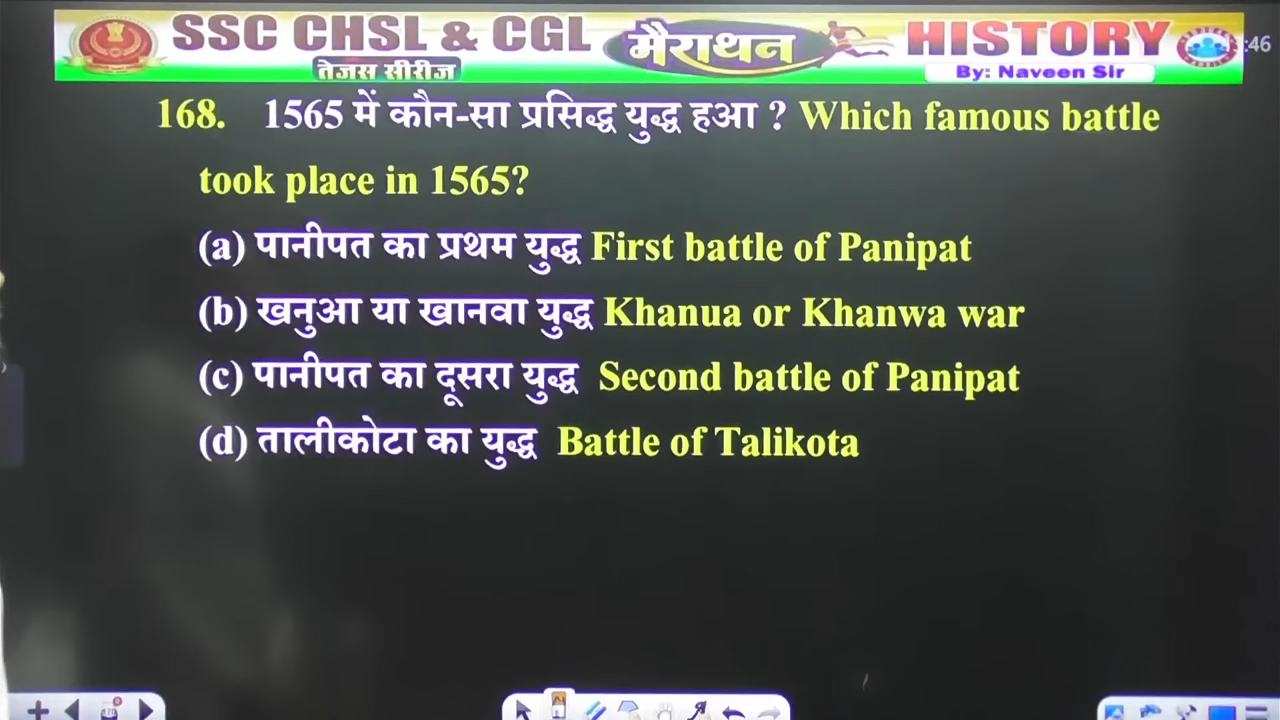 SSC CHSL & CGL मैराथन HISTORY
:46
तेजस सीरीज By: Naveen Sir
168. 1565 में कौन-सा प्रसिद्ध युद्ध हआ ? Which famous battle
took place in 1565?
(a) पानीपत का प्रथम युद्ध First battle of Panipat
(b) खनुआ या खानवा युद्ध Khanua or Khanwa war
(c) पानीपत का दूसरा युद्ध Second battle of Panipat
(d) तालीकोटा का युद्ध Battle of Talikota